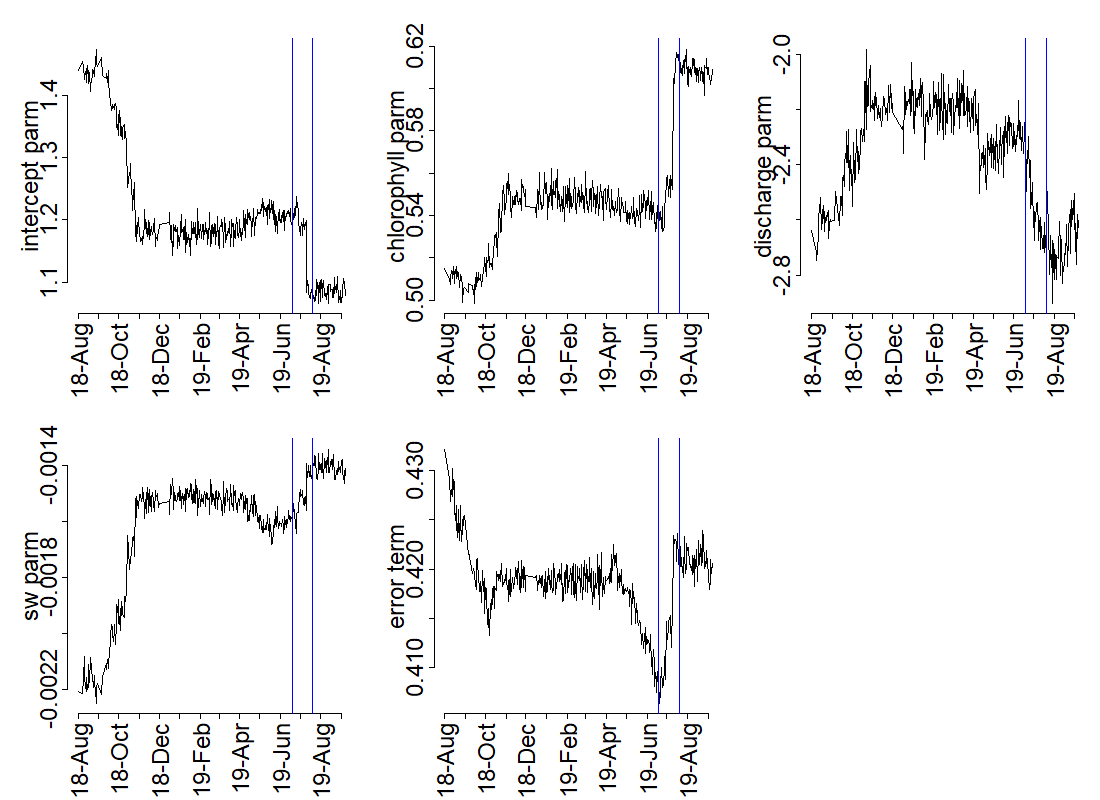 intercept parm
1.1
1.2
1.3
1.4
18-Aug
18-Oct
18-Dec
19-Feb
19-Apr
19-Jun
19-Aug
chlorophyll parm
0.50
0.54
0.58
0.62
18-Aug
18-Oct
18-Dec
19-Feb
19-Apr
19-Jun
19-Aug
discharge parm
-2.8
-2.4
-2.0
18-Aug
18-Oct
18-Dec
19-Feb
19-Apr
19-Jun
19-Aug
sw parm
-0.0022
-0.0018
-0.0014
18-Aug
18-Oct
18-Dec
19-Feb
19-Apr
19-Jun
19-Aug
error term
0.410
0.420
0.430
18-Aug
18-Oct
18-Dec
19-Feb
19-Apr
19-Jun
19-Aug